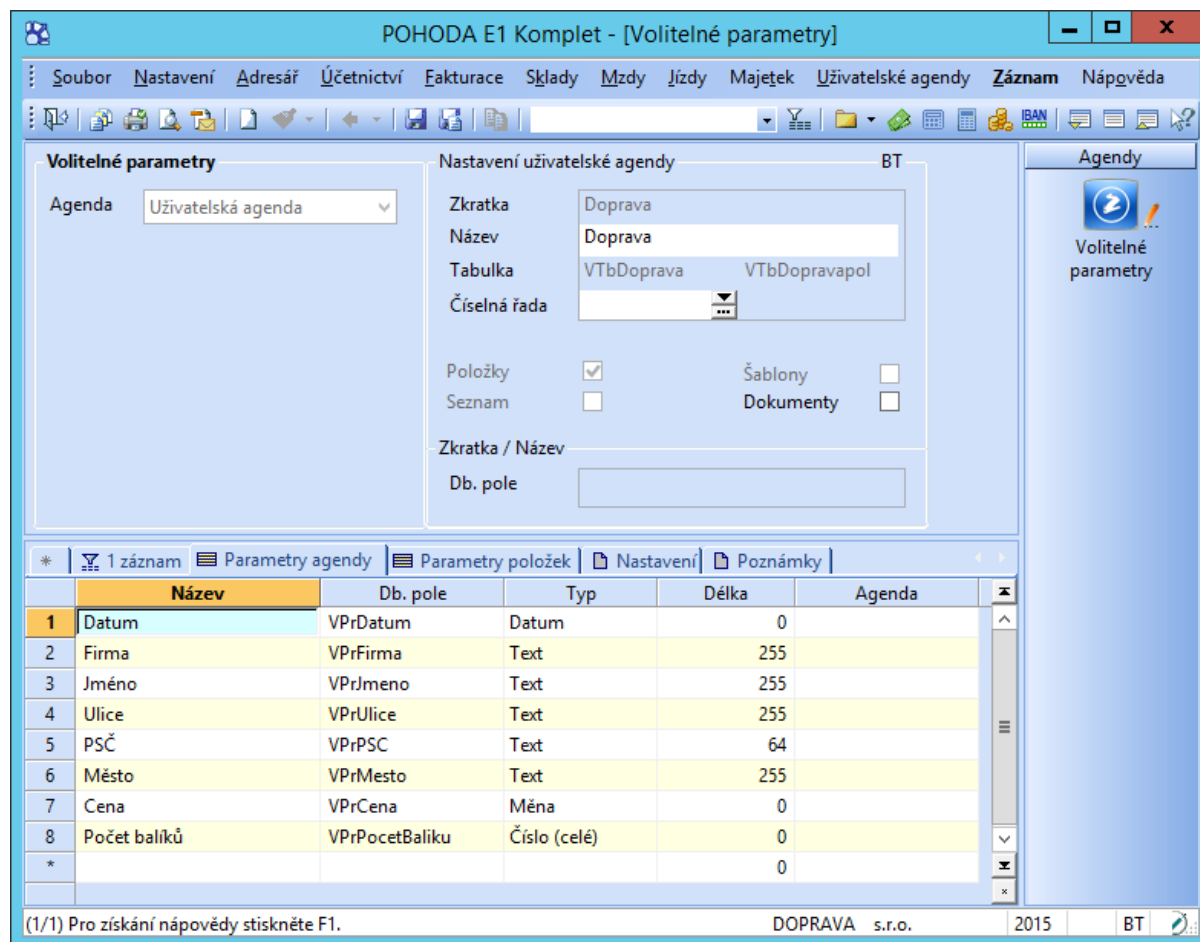 POHODA E1 Komplet - [Volitelné parametry]
Soubor Nastavení Adresář Účetnictví Fakturace Sklady Mzdy Jízdy Majetek Uživatelské agendy Záznam Nápověda
IBAN
Volitelné parametry
Agenda Uživatelská agenda
Nastavení uživatelské agendy BT
Zkratka Doprava
Název Doprava
Tabulka VTbDoprava VTbDopravapol
Číselná řada
Položky Šablony
Seznam Dokumenty
Zkratka / Název
Db. pole
Agendy
Volitelné
parametry
* 1 záznam Parametry agendy Parametry položek Nastavení Poznámky
Název Db. pole Typ Délka Agenda
1 Datum VPrDatum Datum 0
2 Firma VPrFirma Text 255
3 Jméno VPrJmeno Text 255
4 Ulice VPrUlice Text 255
5 PSČ VPrPSC Text 64
6 Město VPrMesto Text 255
7 Cena VPrCena Měna 0
8 Počet balíků VPrPocetBaliku Číslo (celé) 0
* 0
(1/1) Pro získání nápovědy stiskněte F1. DOPRAVA s.r.o. 2015 BT